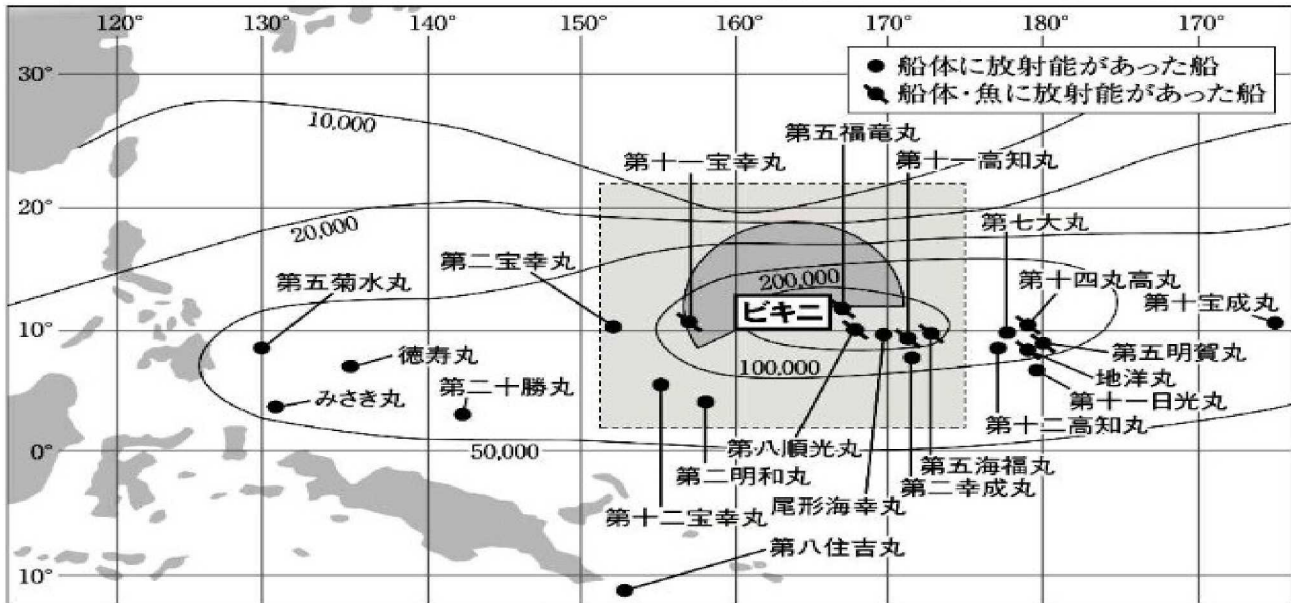 120° 130° 140° 150° 160° 170° 180° 170°
30°
● 船体に放射能があった船
船体・魚に放射能があった船
10,000
第五福竜丸
第十一宝幸丸
第十一高知丸
20°
20,000
第七大丸
第二宝幸丸
200,000
第十四丸高丸
第五菊水丸
ビキニ
第十宝成丸
10°
徳寿丸
100,000
第五明賀丸
みさき丸
第二十勝丸
地洋丸
第十一日光丸
第十二高知丸
0°
50,000
第八順光丸
第五海福丸
第二明和丸
第二幸成丸
尾形海幸丸
第十二宝幸丸
第八住吉丸
10°